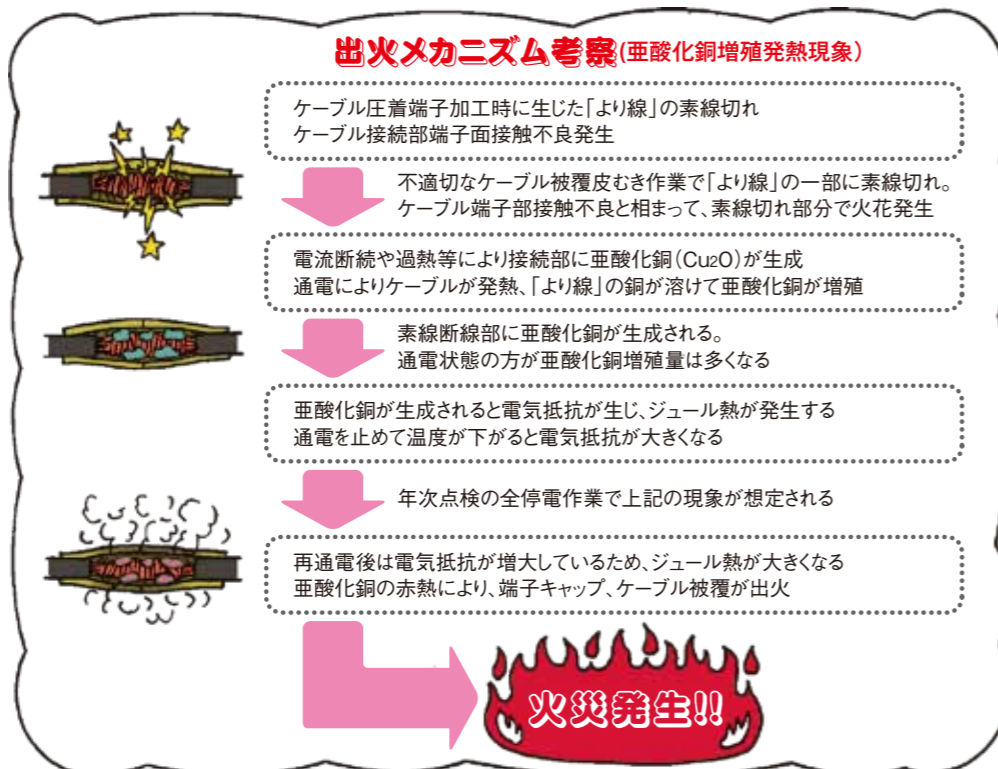 出火メカニズム考察(亜酸化銅増殖発熱現象)
ケーブル圧着端子加工時に生じた「より線」の素線切れ
ケーブル接続部端子面接触不良発生
不適切なケーブル被覆皮むき作業で「より線」の一部に素線切れ。
ケーブル端子部接触不良と相まって、素線切れ部分で火花発生
電流断続や過熱等により接続部に亜酸化銅(Cu₂O)が生成
通電によりケーブルが発熱、「より線」の銅が溶けて亜酸化銅が増殖
素線断線部に亜酸化銅が生成される。
通電状態の方が亜酸化銅増殖量は多くなる
亜酸化銅が生成されると電気抵抗が生じ、ジュール熱が発生する
通電を止めて温度が下がると電気抵抗が大きくなる
年次点検の全停電作業で上記の現象が想定される
再通電後は電気抵抗が増大しているため、ジュール熱が大きくなる
亜酸化銅の赤熱により、端子キャップ、ケーブル被覆が出火
火災発生!!